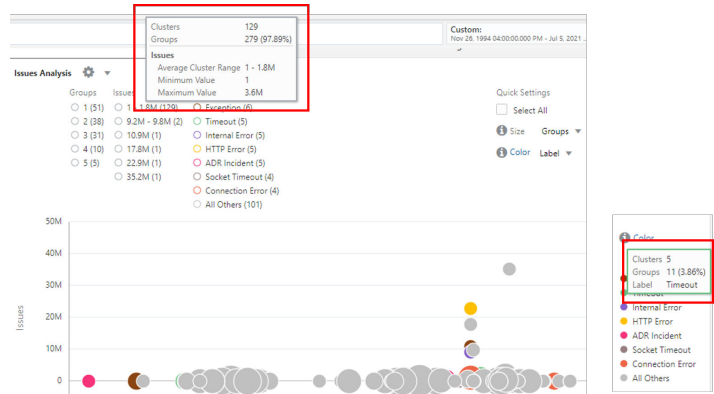 Clusters 129
Groups 279 (97.89%)
Issues
Average Cluster Range 1 - 1.8M
Minimum Value 1
Maximum Value 3.6M
Custom:
Nov 26, 1994 04:00:00.000 PM - Jul 5, 2021 ..
Issues Analysis
Groups Issues
1 (51) 1 - 1.8M (129) Exception (6)
2 (38) 9.2M - 9.8M (2) Timeout (5)
3 (31) 10.9M (1) Internal Error (5)
4 (10) 17.8M (1) HTTP Error (5)
5 (5) 22.9M (1) ADR Incident (5)
35.2M (1) Socket Timeout (4)
Connection Error (4)
All Others (101)
Quick Settings
Select All
Size Groups
Color Label
50M
40M
30M
20M
10M
0
Issues
Color
Clusters 5
Groups 11 (3.86%)
Label Timeout
Timeout
Internal Error
HTTP Error
ADR Incident
Socket Timeout
Connection Error
All Others